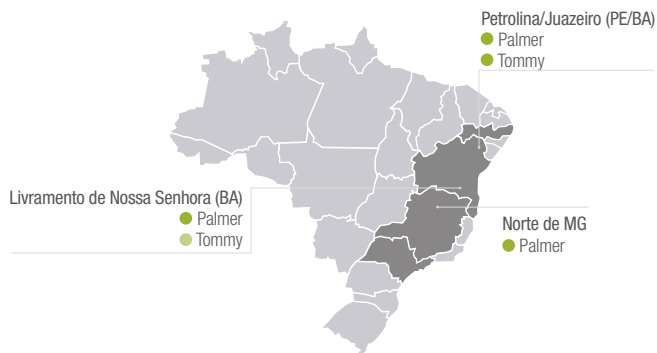 Petrolina/Juazeiro (PE/BA)
Palmer
Tommy
Livramento de Nossa Senhora (BA)
Palmer
Tommy
Norte de MG
Palmer